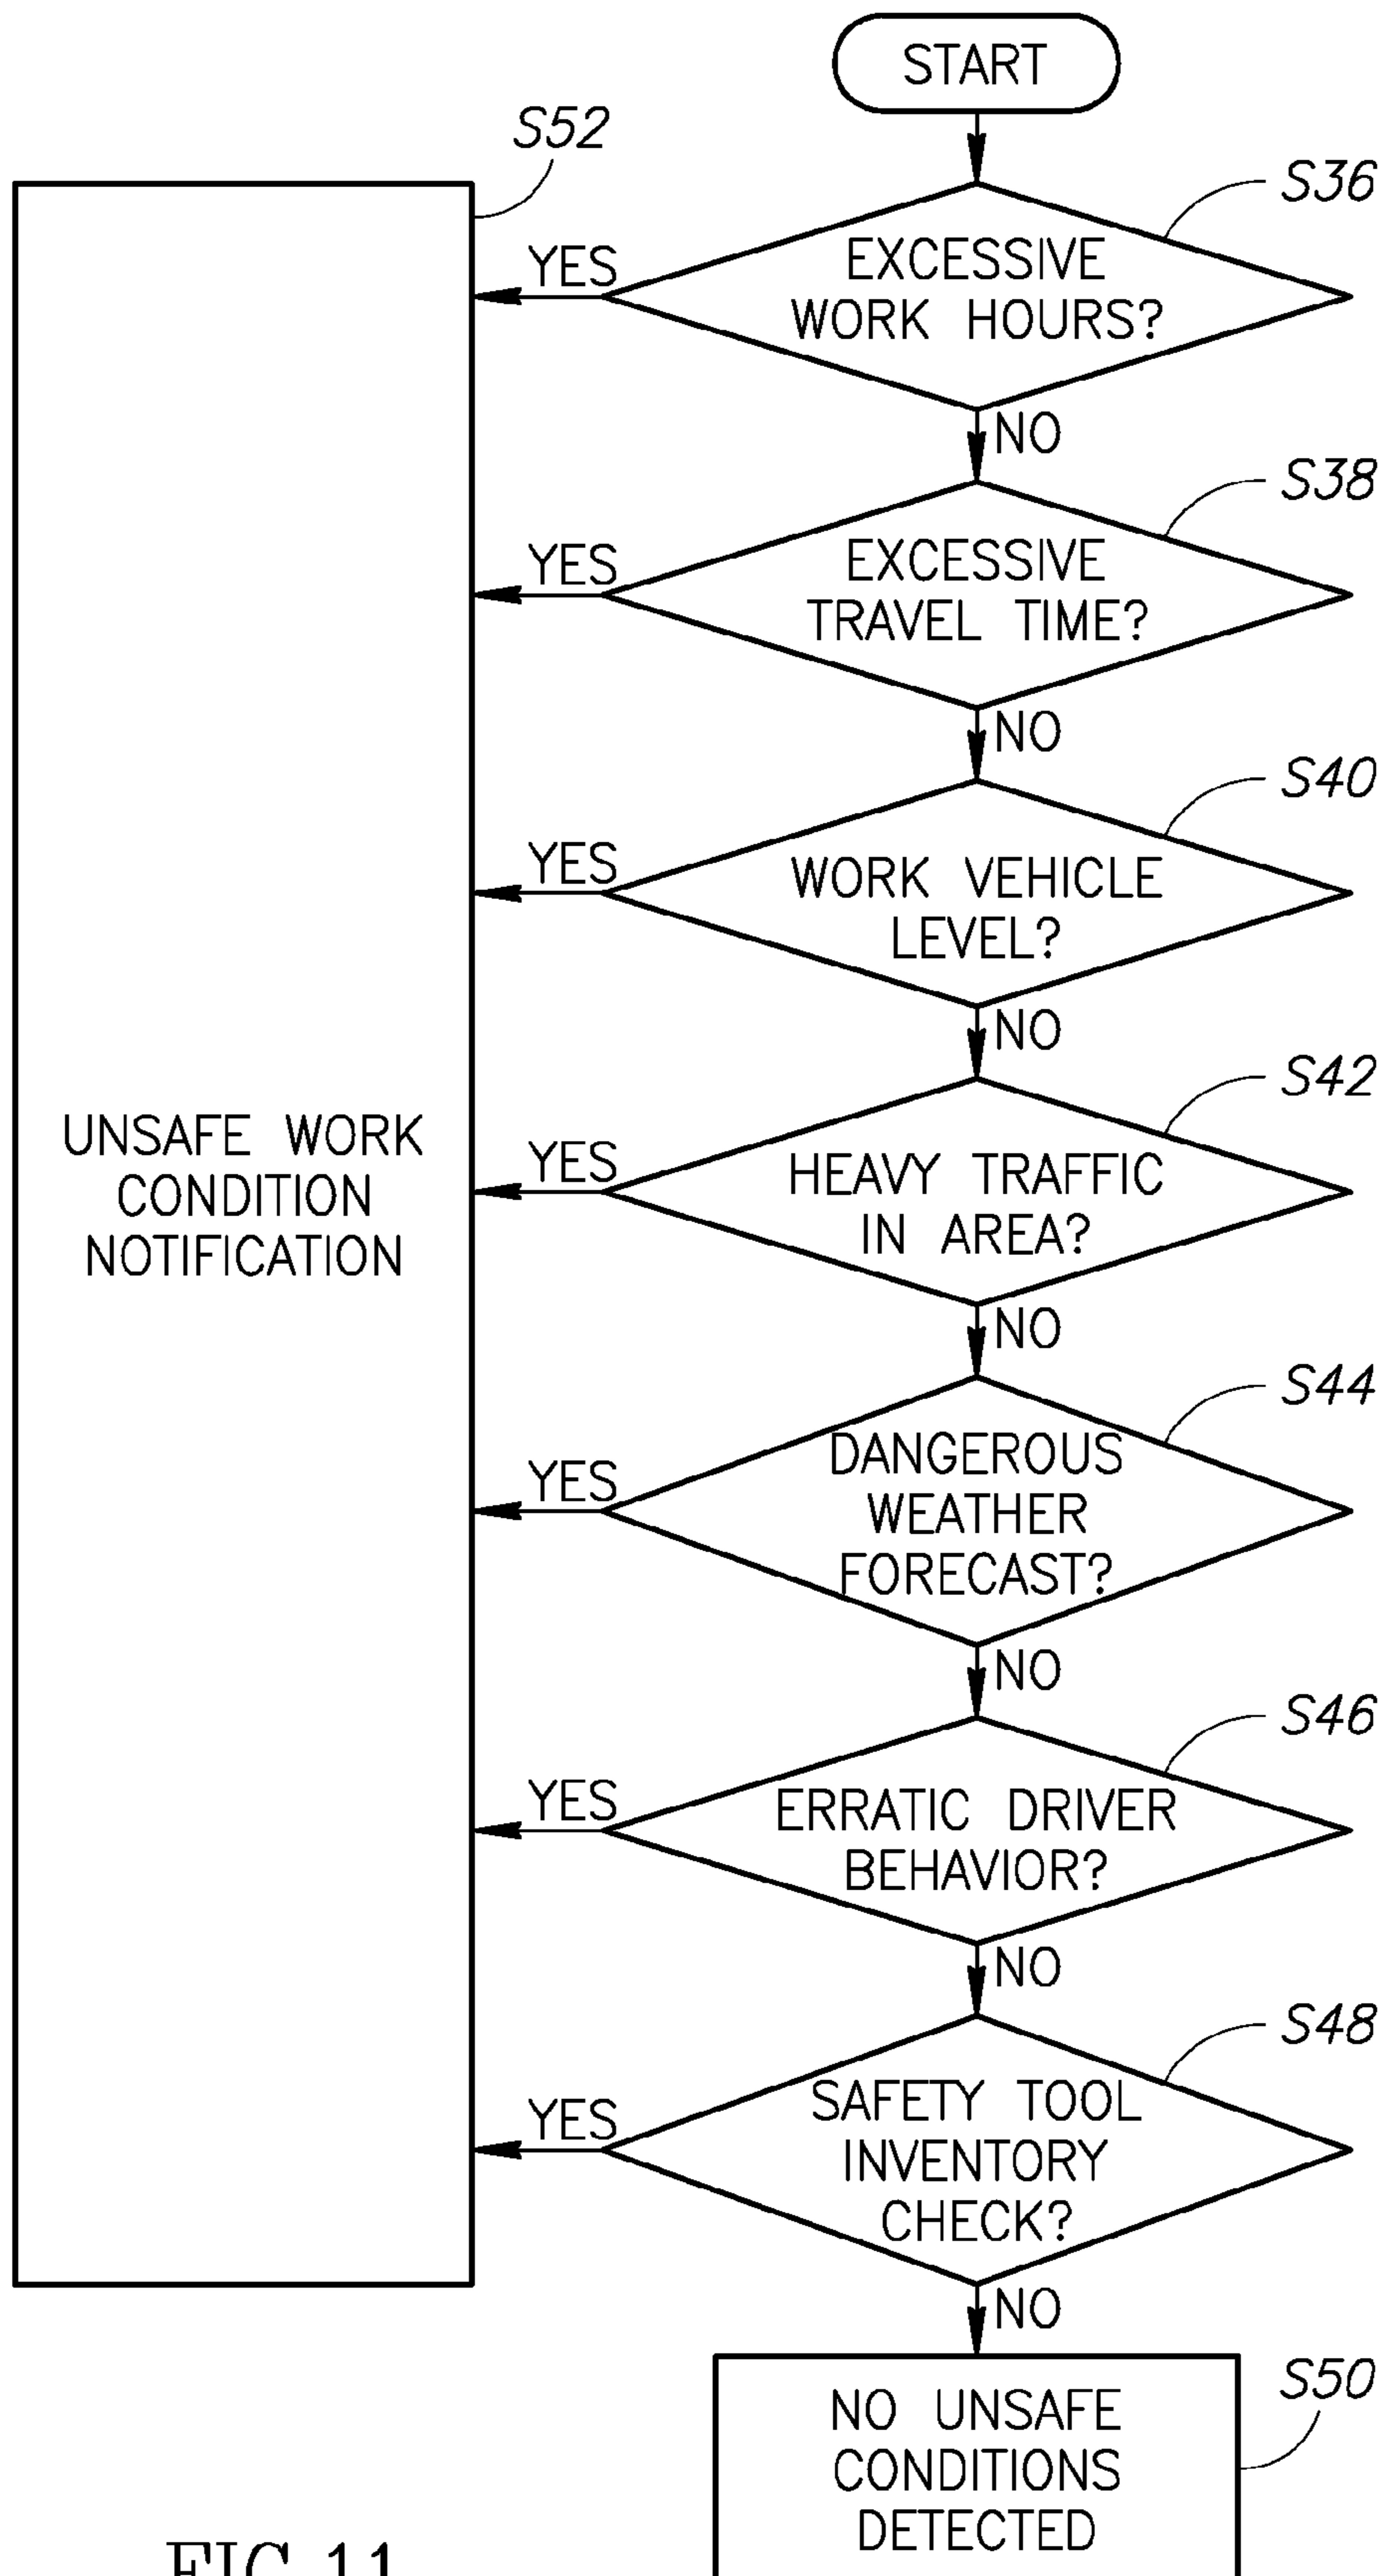 START
S52
S36
EXCESSIVE
WORK HOURS?
YES
NO
S38
EXCESSIVE
TRAVEL TIME?
YES
NO
S40
WORK VEHICLE
LEVEL?
YES
NO
S42
HEAVY TRAFFIC
IN AREA?
YES
NO
UNSAFE WORK
CONDITION
NOTIFICATION
S44
DANGEROUS
WEATHER
FORECAST?
YES
NO
S46
ERRATIC DRIVER
BEHAVIOR?
YES
NO
S48
SAFETY TOOL
INVENTORY
CHECK?
YES
NO
S50
NO UNSAFE
CONDITIONS
DETECTED
FIG. 11